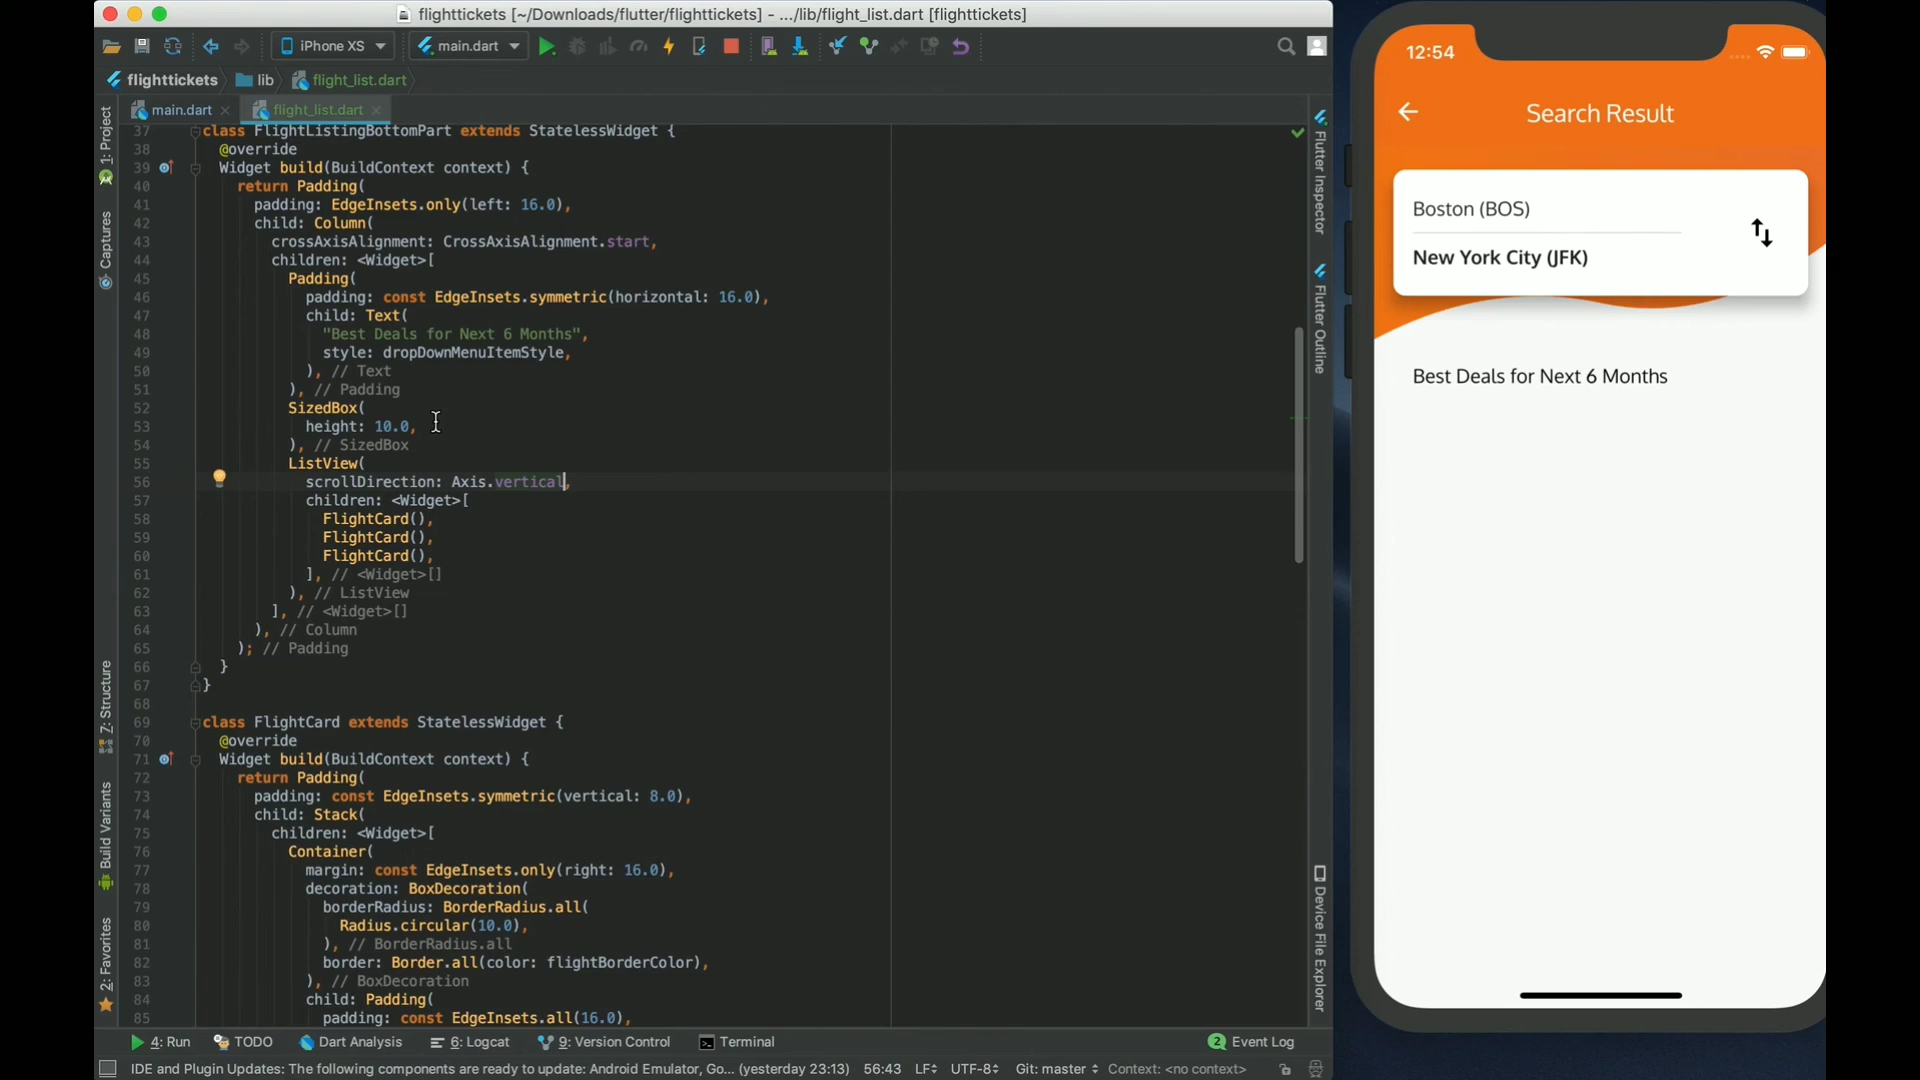 flighttickets [~/Downloads/flutter/flighttickets] - .../lib/flight_list.dart [flighttickets]
iPhone XS
main.dart
flighttickets
lib
flight_list.dart
main.dart
flight_list.dart
1: Project
Captures
Z: Structure
Build Variants
2: Favorites
37 class FlightListingBottomPart extends StatelessWidget {
38 @override
39 Widget build(BuildContext context) {
40 return Padding(
41 padding: EdgeInsets.only(left: 16.0),
42 child: Column(
43 crossAxisAlignment: CrossAxisAlignment.start,
44 children: <Widget>[
45 Padding(
46 padding: const EdgeInsets.symmetric(horizontal: 16.0),
47 child: Text(
48 "Best Deals for Next 6 Months",
49 style: dropDownMenuItemStyle,
50 ), // Text
51 ), // Padding
52 SizedBox(
53 height: 10.0,
54 ), // SizedBox
55 ListView(
56 scrollDirection: Axis.vertical,
57 children: <Widget>[
58 FlightCard(),
59 FlightCard(),
60 FlightCard(),
61 ], // <Widget>[]
62 ), // ListView
63 ], // <Widget>[]
64 ), // Column
65 ); // Padding
66 }
67 }
68
69 class FlightCard extends StatelessWidget {
70 @override
71 Widget build(BuildContext context) {
72 return Padding(
73 padding: const EdgeInsets.symmetric(vertical: 8.0),
74 child: Stack(
75 children: <Widget>[
76 Container(
77 margin: const EdgeInsets.only(right: 16.0),
78 decoration: BoxDecoration(
79 borderRadius: BorderRadius.all(
80 Radius.circular(10.0),
81 ), // BorderRadius.all
82 border: Border.all(color: flightBorderColor),
83 ), // BoxDecoration
84 child: Padding(
85 padding: const EdgeInsets.all(16.0),
Flutter Inspector
Flutter Outline
Device File Explorer
4: Run
TODO
Dart Analysis
6: Logcat
9: Version Control
Terminal
2 Event Log
IDE and Plugin Updates: The following components are ready to update: Android Emulator, Go... (yesterday 23:13)
56:43
LF
UTF-8
Git: master
Context: <no context>
12:54
Search Result
Boston (BOS)
New York City (JFK)
Best Deals for Next 6 Months